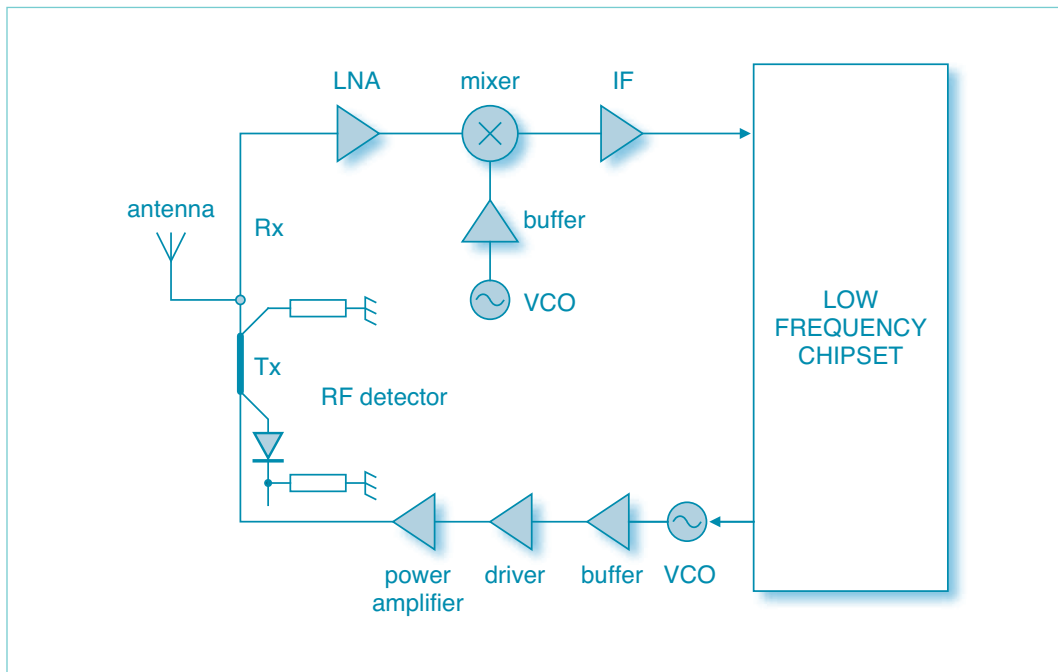 LNA
mixer
IF
antenna
Rx
buffer
VCO
LOW
FREQUENCY
CHIPSET
Tx
RF detector
power
amplifier
driver
buffer
VCO